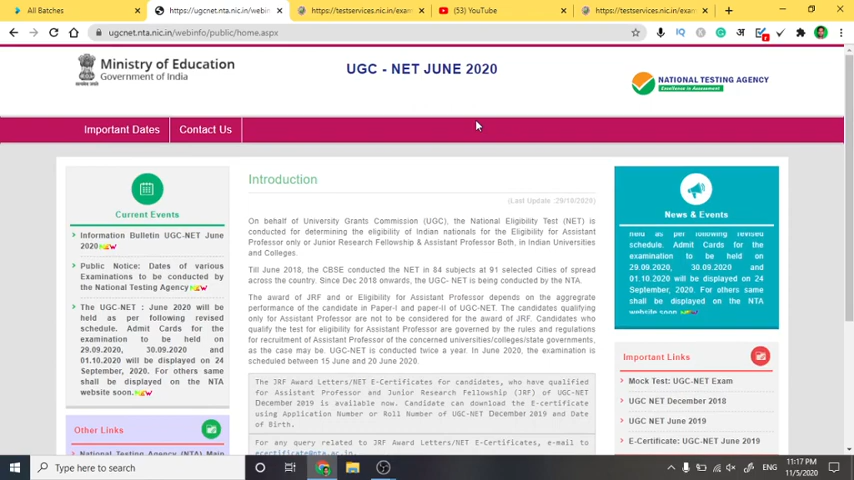 All Batches
https://ugcnet.nta.nic.in/webin
https://testservices.nic.in/exam
(53) YouTube
https://testservices.nic.in/exam
ugcnet.nta.nic.in/webinfo/public/home.aspx
Ministry of Education
Government of India
UGC - NET JUNE 2020
NATIONAL TESTING AGENCY
Excellence in Assessment
Important Dates
Contact Us
Current Events
Information Bulletin UGC-NET June
2020
Public Notice: Dates of various
Examinations to be conducted by
the National Testing Agency
The UGC-NET : June 2020 will be
held as per following revised
schedule. Admit Cards for the
examination to be held on
29.09.2020, 30.09.2020 and
01.10.2020 will be displayed on 24
September, 2020. For others same
shall be displayed on the NTA
website soon.
Other Links
National Testing Agency (NTA) Main
Introduction
(Last Update :29/10/2020)
On behalf of University Grants Commission (UGC), the National Eligibility Test (NET) is
conducted for determining the eligibility of Indian nationals for the Eligibility for Assistant
Professor only or Junior Research Fellowship & Assistant Professor Both, in Indian Universities
and Colleges.
Till June 2018, the CBSE conducted the NET in 84 subjects at 91 selected Cities of spread
across the country. Since Dec 2018 onwards, the UGC- NET is being conducted by the NTA.
The award of JRF and or Eligibility for Assistant Professor depends on the aggregrate
performance of the candidate in Paper-I and paper-II of UGC-NET. The candidates qualifying
only for Assistant Professor are not to be considered for the award of JRF. Candidates who
qualify the test for eligibility for Assistant Professor are governed by the rules and regulations
for recruitment of Assistant Professor of the concerned universities/colleges/state governments,
as the case may be. UGC-NET is conducted twice a year. In June 2020, the examination is
scheduled between 15 June and 20 June 2020.
The JRF Award Letters/NET E-Certificates for candidates, who have qualified
for Assistant Professor and Junior Research Fellowship (JRF) of UGC-NET
December 2019 is available now. Candidate can download the E-certificate
using Application Number or Roll Number of UGC-NET December 2019 and Date
of Birth.
For any query related to JRF Award Letters/NET E-Certificates, e-mail to
ecertificate@nta.ac.in.
News & Events
held as per following revised
schedule. Admit Cards for the
examination to be held on
29.09.2020, 30.09.2020 and
01.10.2020 will be displayed on 24
September, 2020. For others same
shall be displayed on the NTA
website soon.
Important Links
Mock Test: UGC-NET Exam
UGC NET December 2018
UGC NET June 2019
E-Certificate: UGC-NET June 2019
Type here to search
ENG
11:17 PM
11/5/2020